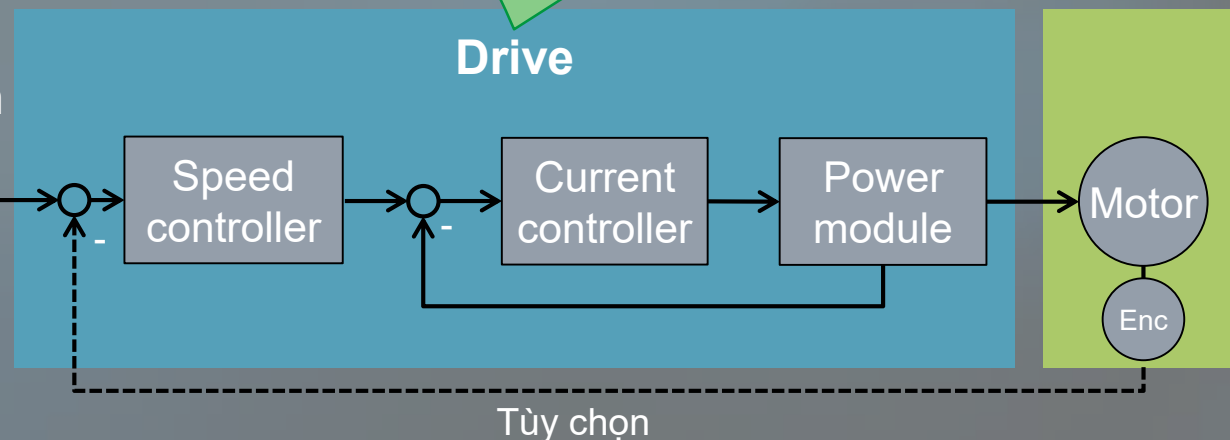 Drive
Speed
controller
Current
controller
Power
module
Motor
-
-
Enc
Tùy chọn